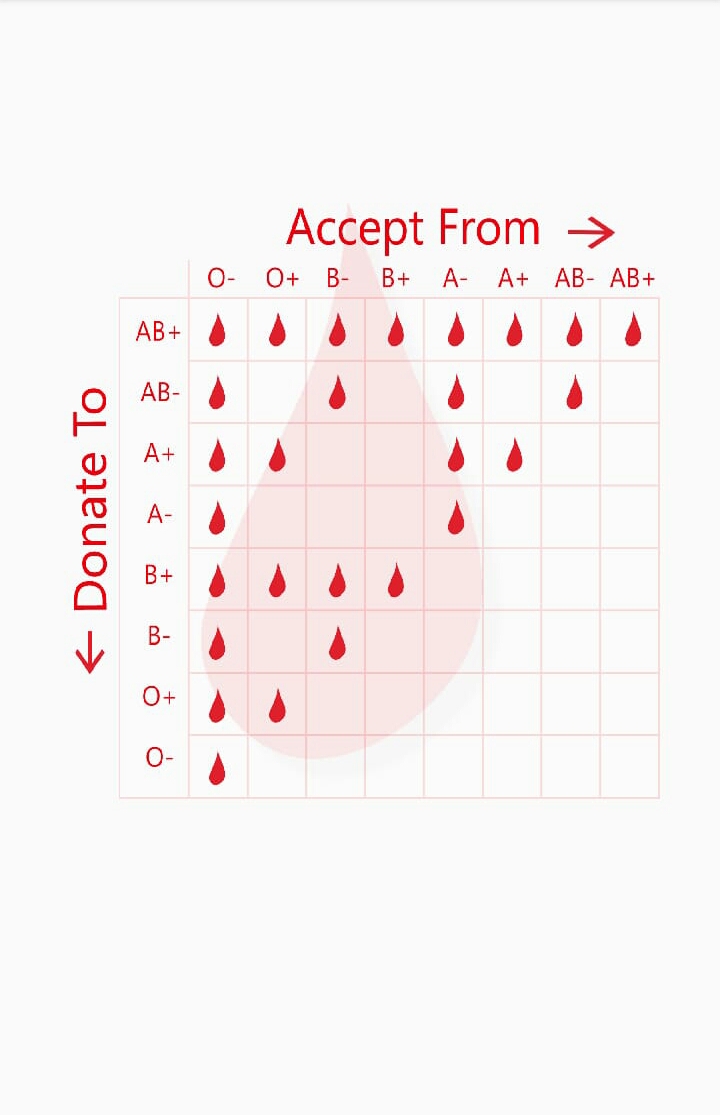 Accept From →
O- O+ B- B+ A- A+ AB- AB+
← Donate To
AB+
AB-
A+
A-
B+
B-
O+
O-